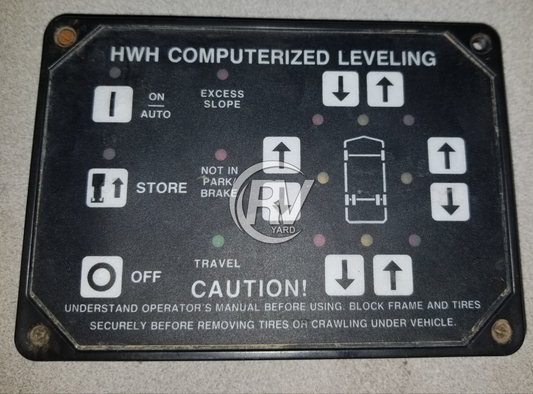 HWH COMPUTERIZED LEVELING
ON
AUTO
EXCESS
SLOPE
STORE
NOT IN
PARK/
BRAKE
RV
YARD
OFF
TRAVEL
CAUTION!
UNDERSTAND OPERATOR'S MANUAL BEFORE USING. BLOCK FRAME AND TIRES
SECURELY BEFORE REMOVING TIRES OR CRAWLING UNDER VEHICLE.